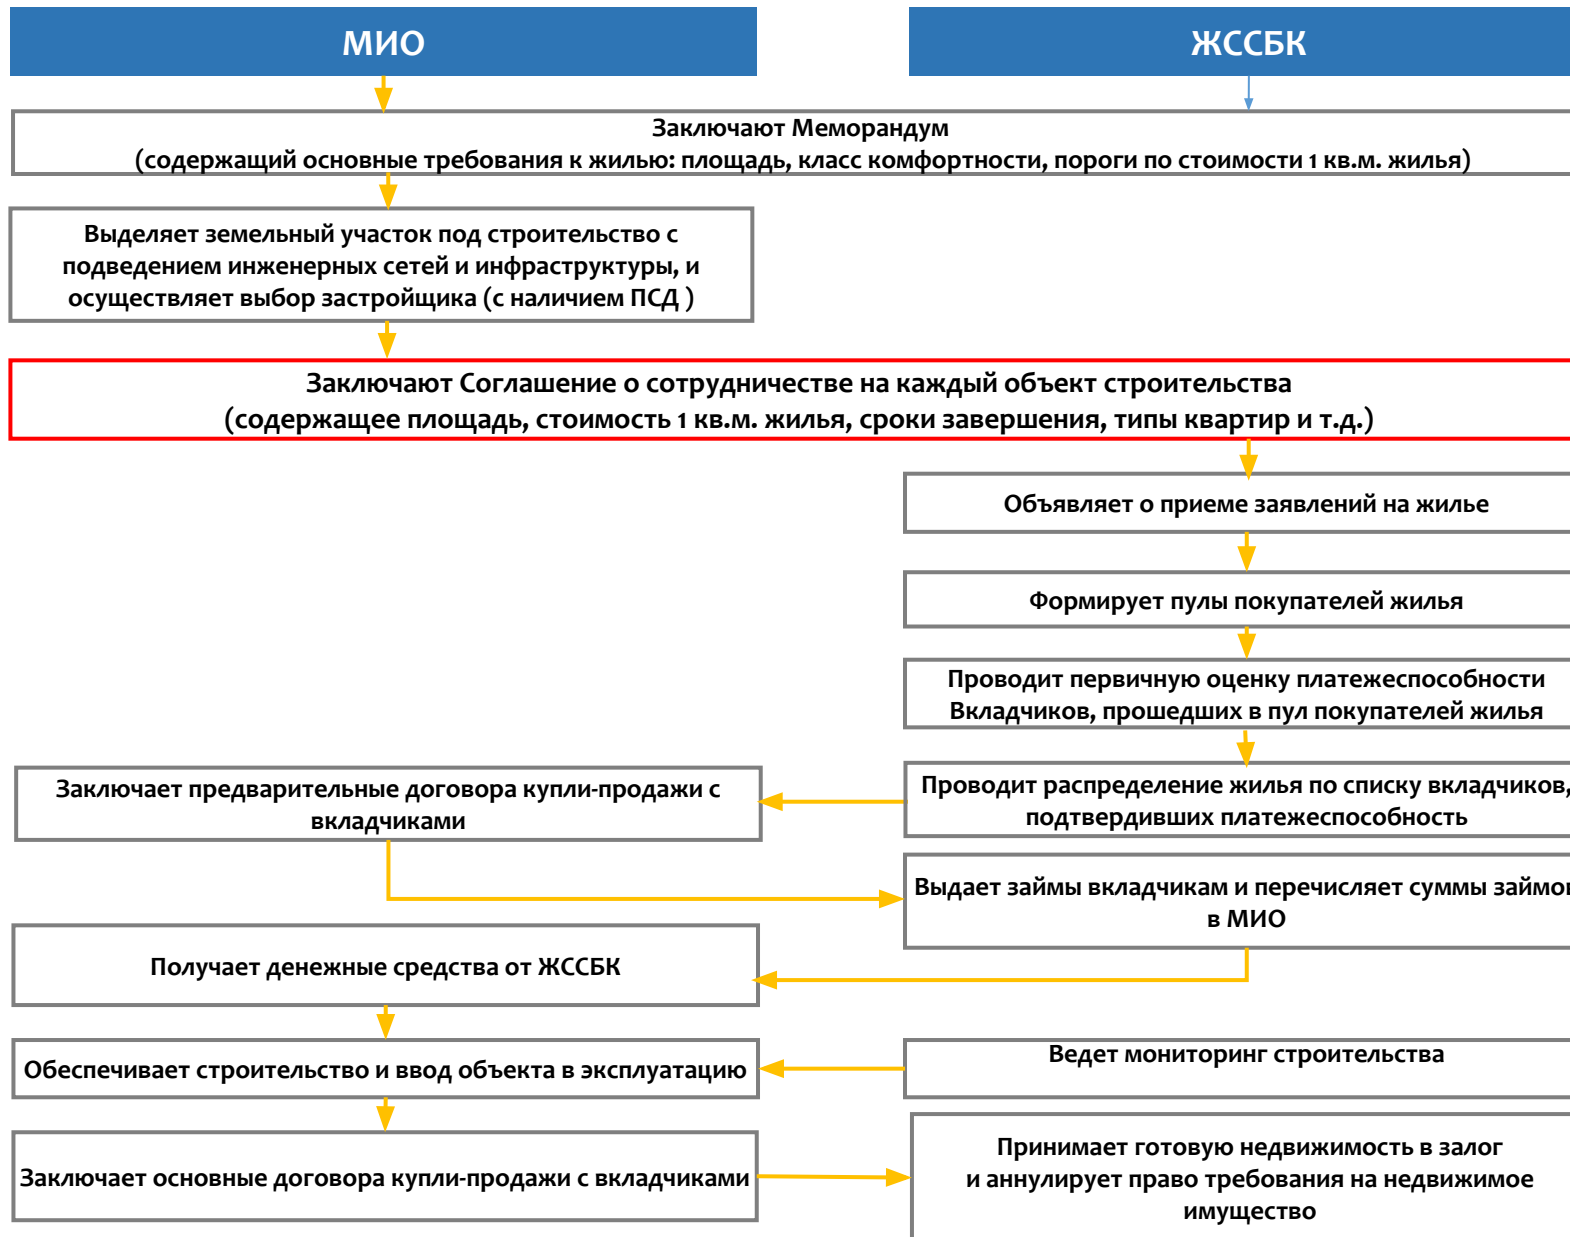 МИО
ЖССБК
Заключают Меморандум
(содержащий основные требования к жилью: площадь, класс комфортности, пороги по стоимости 1 кв.м. жилья)
Выделяет земельный участок под строительство с
подведением инженерных сетей и инфраструктуры, и
осуществляет выбор застройщика (с наличием ПСД )
Заключают Соглашение о сотрудничестве на каждый объект строительства
(содержащее площадь, стоимость 1 кв.м. жилья, сроки завершения, типы квартир и т.д.)
Объявляет о приеме заявлений на жилье
Формирует пулы покупателей жилья
Проводит первичную оценку платежеспособности
Вкладчиков, прошедших в пул покупателей жилья
Проводит распределение жилья по списку вкладчиков,
подтвердивших платежеспособность
Заключает предварительные договора купли-продажи с
вкладчиками
Выдает займы вкладчикам и перечисляет суммы займов
в МИО
Получает денежные средства от ЖССБК
Обеспечивает строительство и ввод объекта в эксплуатацию
Ведет мониторинг строительства
Заключает основные договора купли-продажи с вкладчиками
Принимает готовую недвижимость в залог
и аннулирует право требования на недвижимое
имущество